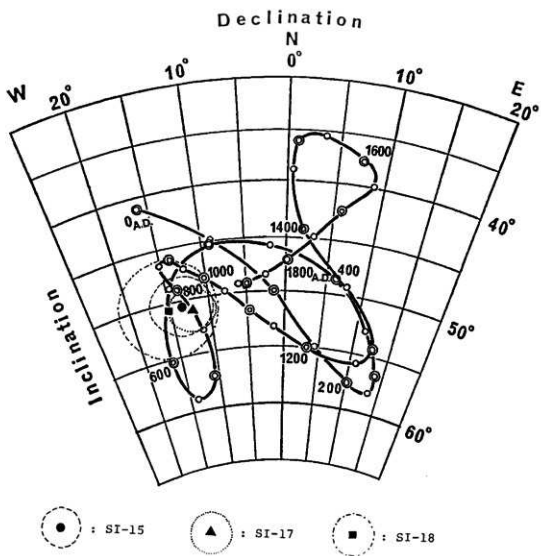 Declination
N
0°
W
20°
10°
10°
E
20°
1600
0A.D.
1400
40°
1000
1800
A.D.
400
800
50°
600
1200
200
60°
Inclination
: SI-15
: SI-17
: SI-18